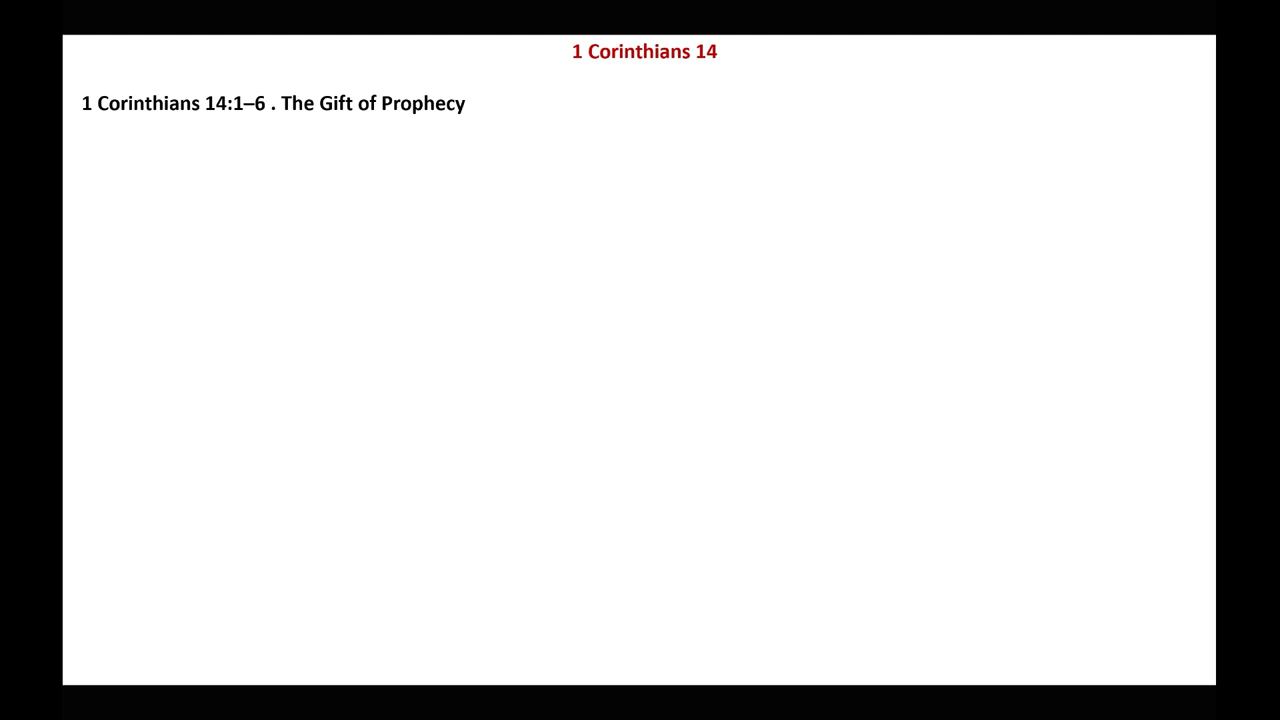 1 Corinthians 14
1 Corinthians 14:1–6 . The Gift of Prophecy